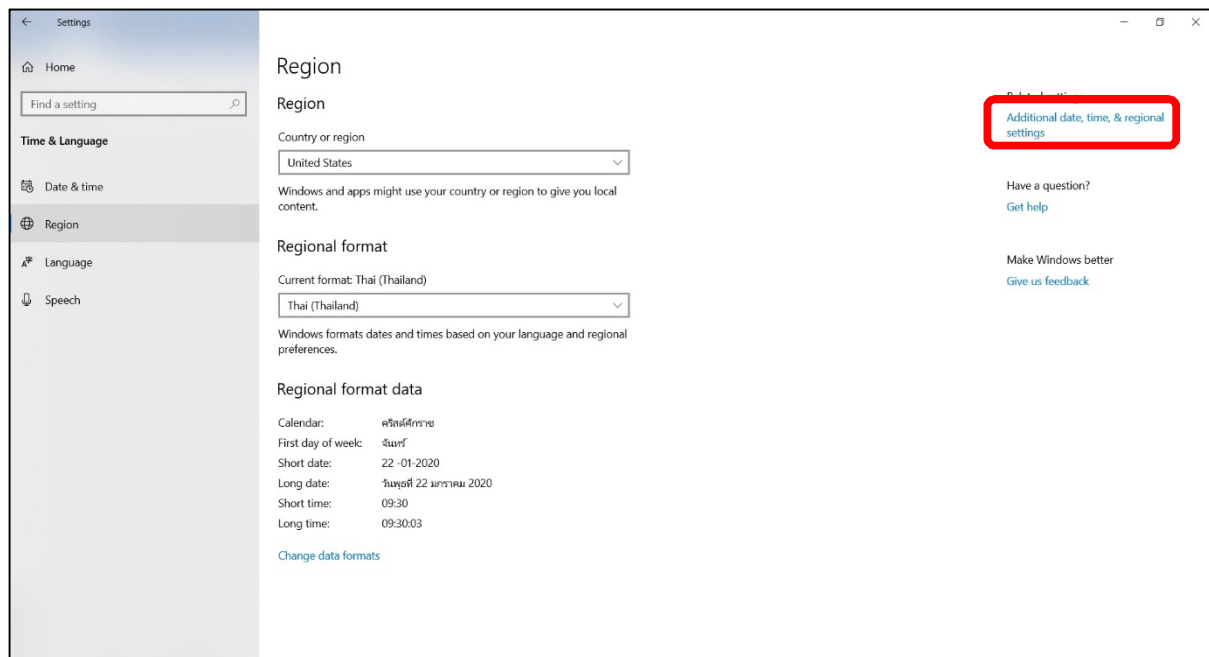 Settings
Home
Find a setting
Time & Language
Date & time
Region
Language
Speech
Region
Region
Country or region
United States
Windows and apps might use your country or region to give you local
content.
Regional format
Current format: Thai (Thailand)
Thai (Thailand)
Windows formats dates and times based on your language and regional
preferences.
Regional format data
Calendar: คริสต์ศักราช
First day of week: จันทร์
Short date: 22 -01-2020
Long date: วันพุธที่ 22 มกราคม 2020
Short time: 09:30
Long time: 09:30:03
Change data formats
Additional date, time, & regional
settings
Have a question?
Get help
Make Windows better
Give us feedback